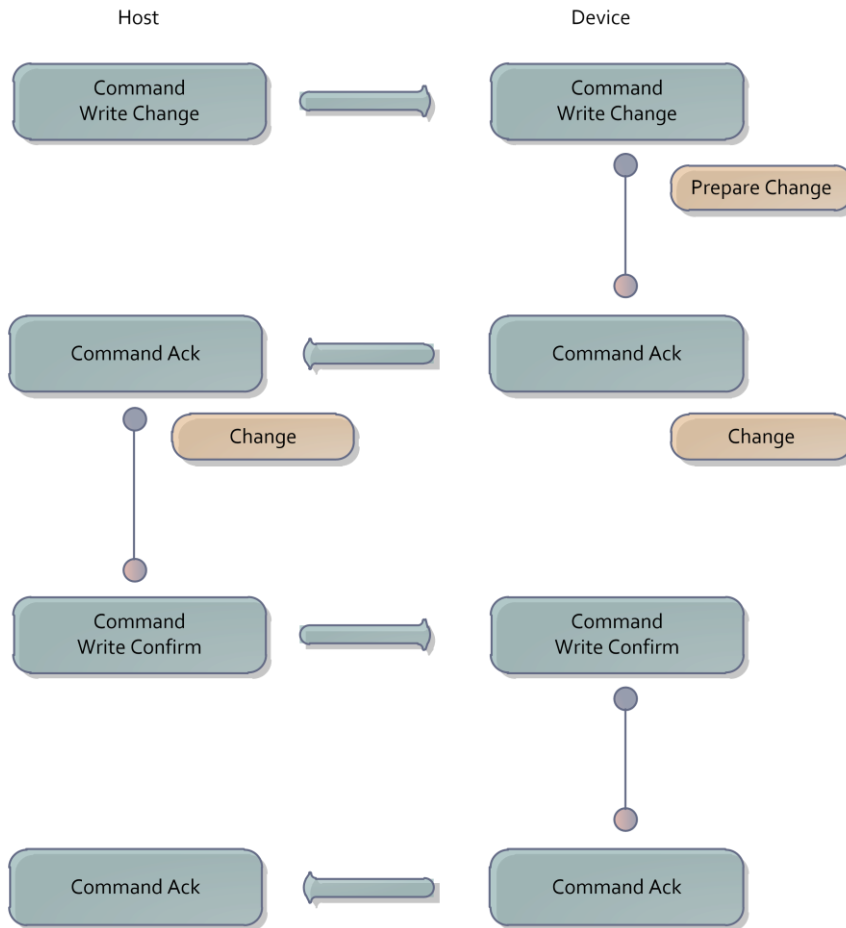 Host
Device
Command
Write Change
Command
Write Change
Prepare Change
Command Ack
Command Ack
Change
Change
Command
Write Confirm
Command
Write Confirm
Command Ack
Command Ack